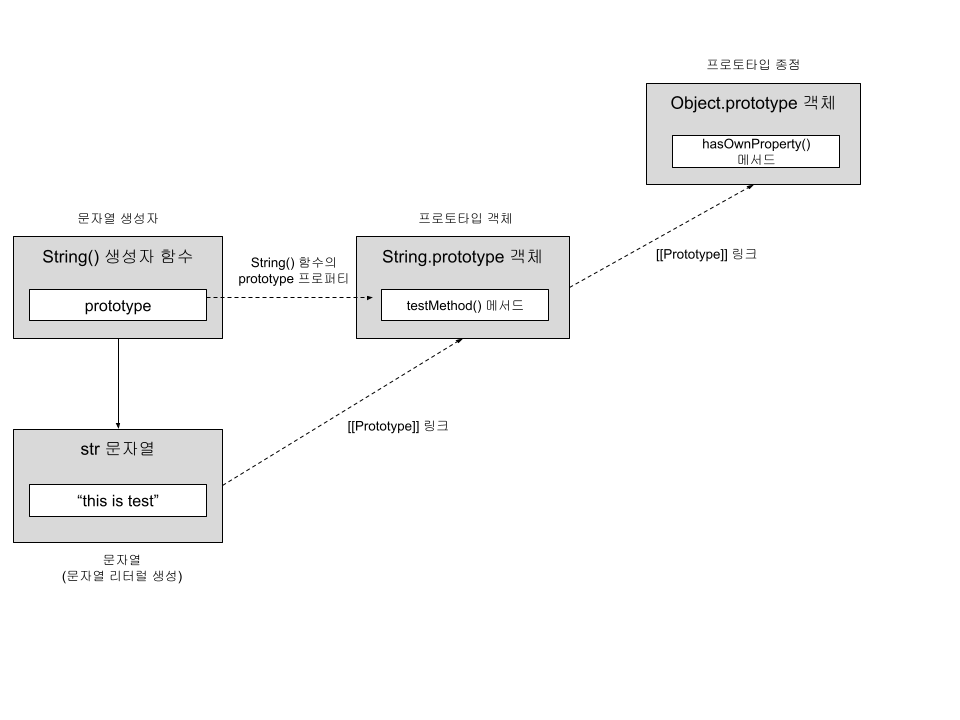 프로토타입 종점
Object.prototype 객체
hasOwnProperty()
메서드
문자열 생성자
String() 생성자 함수
prototype
String() 함수의
prototype 프로퍼티
프로토타입 객체
String.prototype 객체
testMethod() 메서드
[[Prototype]] 링크
[[Prototype]] 링크
str 문자열
“this is test”
문자열
(문자열 리터럴 생성)